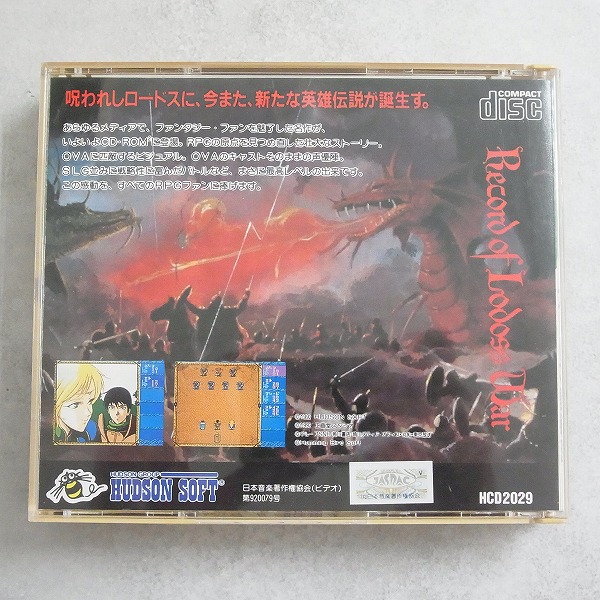 呪われしロードスに、今また、新たな英雄伝説が誕生す。
COMPACT
disc
あらゆるメディアで、ファンタジー・ファンを魅了した名作が、
いよいよCD-ROM²に登場。RPGの原点を見つめ直した壮大なストーリー。
OVAに匹敵するビジュアル。OVAのキャストそのままの声優陣。
SLG並みに戦略性に富んだバトルなど、まさに最高レベルの出来です。
この感動を、すべてのRPGファンに捧げます。
Record of Lodoss War
HUDSON GROUP
HUDSON SOFT®
日本音楽著作権協会(ビデオ)
第920079号
JASRAC
HCD2029